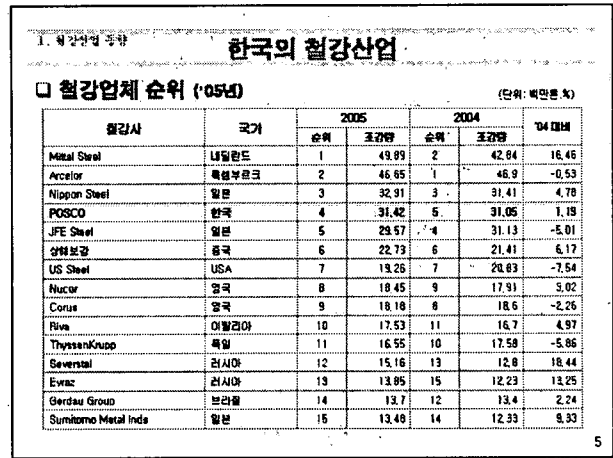 1. 철강산업 동향
한국의 철강산업
□ 철강업체 순위 ('05년)
(단위: 백만톤,%)
철강사 국가 2005 2004 '04 대비
순위 조강량 순위 조강량
Mittal Steel 네덜란드 1 49,89 2 42,84 16,46
Arcelor 룩셈부르크 2 46,65 1 46,9 -0,53
Nippon Steel 일본 3 32,91 3 31,41 4,78
POSCO 한국 4 31,42 5 31,05 1,19
JFE Steel 일본 5 29,57 4 31,13 -5,01
상해보강 중국 6 22,73 6 21,41 6,17
US Steel USA 7 19,26 7 20,83 -7,54
Nucor 영국 8 18,45 9 17,91 3,02
Corus 영국 9 18,18 8 18,6 -2,26
Riva 이탈리아 10 17,53 11 16,7 4,97
ThyssenKrupp 독일 11 16,55 10 17,58 -5,86
Severstal 러시아 12 15,16 13 12,8 18,44
Evraz 러시아 13 13,85 15 12,23 13,25
Gerdau Group 브라질 14 13,7 12 13,4 2,24
Sumitomo Metal Inds 일본 15 13,48 14 12,33 9,33
5